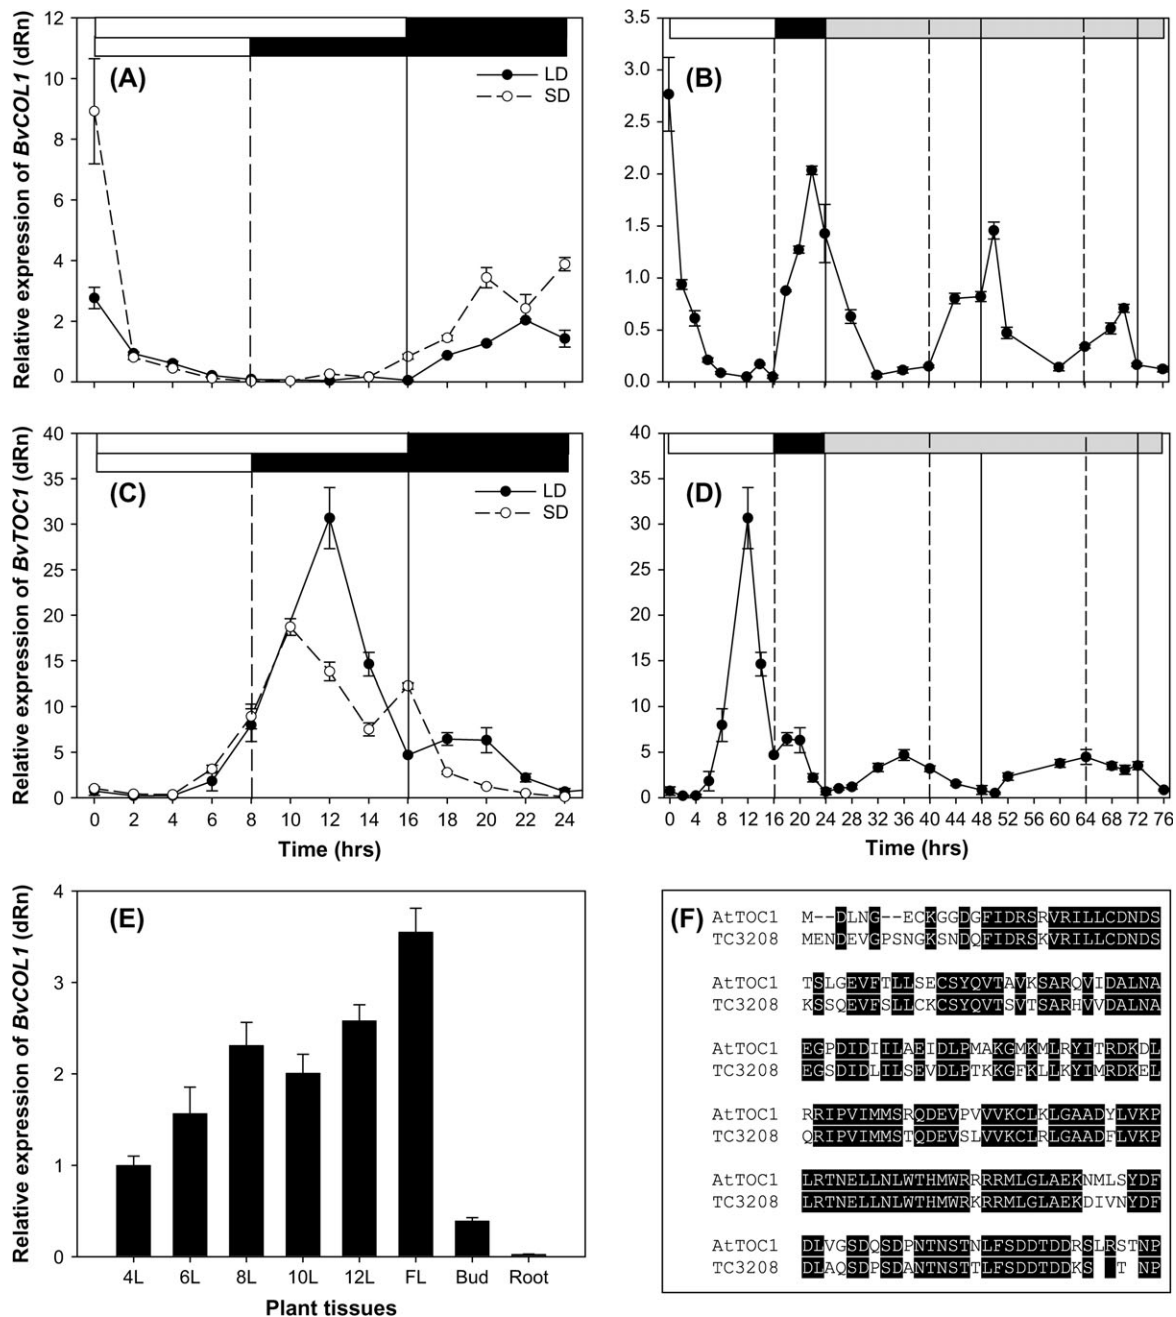 Relative expression of BvCOL1 (dRn)
(A)
LD
SD
12
10
8
6
4
2
0
(B)
3.5
3.0
2.5
2.0
1.5
1.0
0.5
0.0
Relative expression of BvTOC1 (dRn)
(C)
LD
SD
40
35
30
25
20
15
10
5
0
0 2 4 6 8 10 12 14 16 18 20 22 24
Time (hrs)
(D)
40
35
30
25
20
15
10
5
0
0 4 8 12 16 20 24 28 32 36 40 44 48 52 56 60 64 68 72 76
Time (hrs)
Relative expression of BvCOL1 (dRn)
(E)
4
3
2
1
0
4L 6L 8L 10L 12L FL Bud Root
Plant tissues
(F)
AtTOC1 M--DLNG--ECKGGDGFIDRSRVRILLCDNDS
TC3208 MENDEVGPSNGKSNDQFIDRSKVRILLCDNDS
AtTOC1 TSLGEVFTLLSECSYQVTAVKSARQVIDALNA
TC3208 KSSQEVFSLLCKCSYQVTSVTSARHVVDALNA
AtTOC1 EGPDIDIILAEIDLPMAKGMKMLRYITRDKDL
TC3208 EGSDIDLILSEVDLPTKKGFKLLKYIMRDKEL
AtTOC1 RRIPVIMMSRQDEVPVVVKCLKLGAADYLVKP
TC3208 QRIPVIMMSTQDEVSLVVKCLRLGAADFLVKP
AtTOC1 LRTNELLNLWTHMWRRRRMLGLAEKNMLSYDF
TC3208 LRTNELLNLWTHMWRKRRMLGLAEKDIVNYDF
AtTOC1 DLVGSDQSDPNTNSTNLFSDDTDDRSLRSTNP
TC3208 DLAQSDPSDANTNSTTLFSDDTDDKS T NP